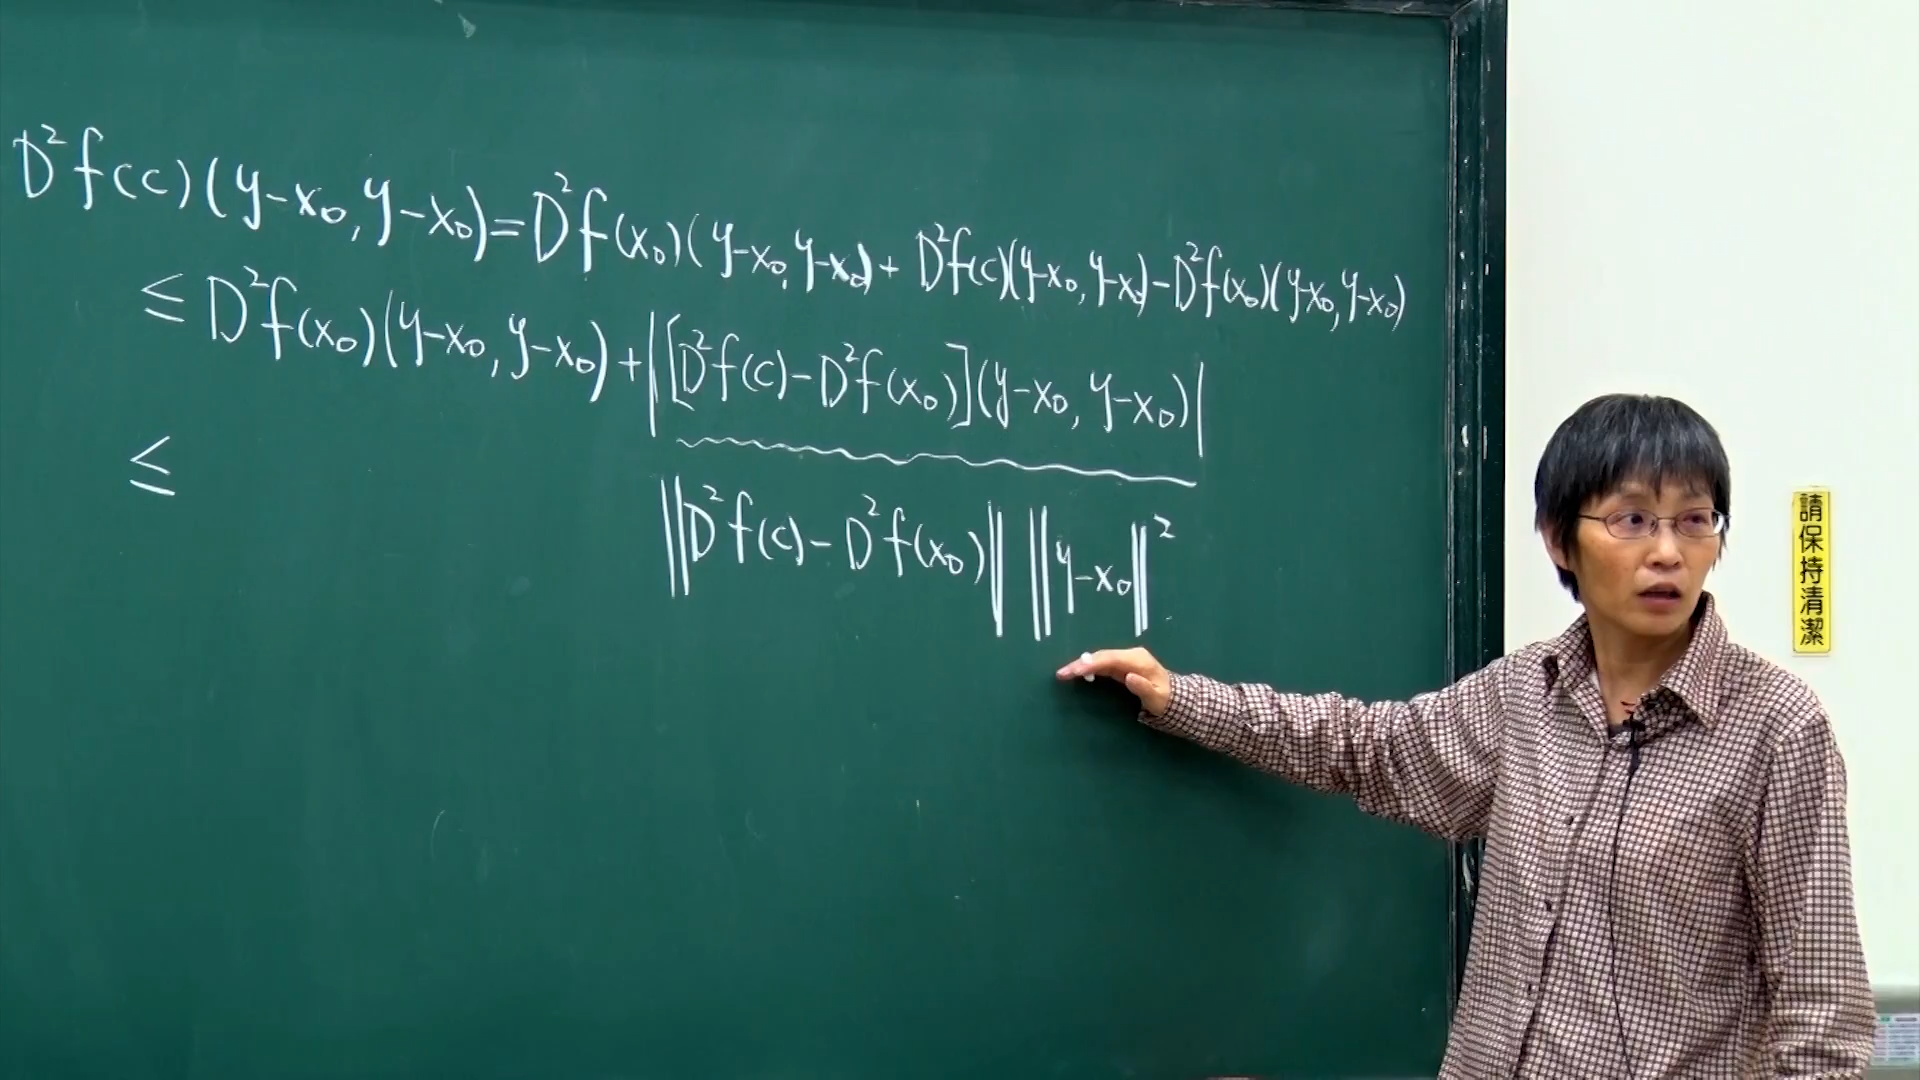 D²f(c)(y-x₀, y-x₀) = D²f(x₀)(y-x₀, y-x₀) + D²f(c)(y-x₀, y-x₀) - D²f(x₀)(y-x₀, y-x₀)
≤ D²f(x₀)(y-x₀, y-x₀) + |[D²f(c) - D²f(x₀)](y-x₀, y-x₀)|
≤
‖D²f(c) - D²f(x₀)‖ ‖y-x₀‖²
請保持清潔